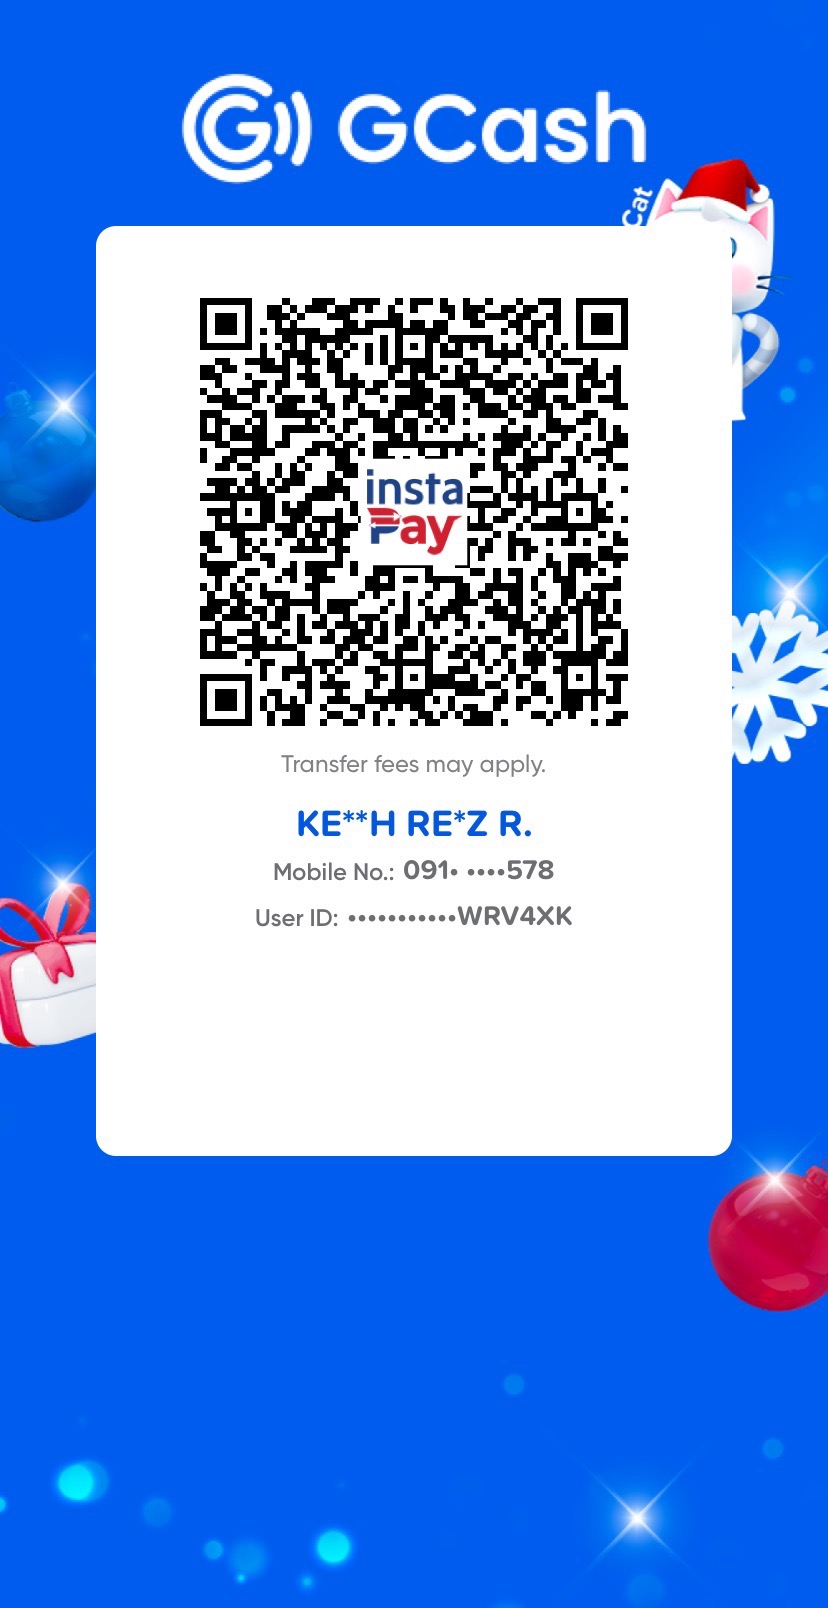 GCash
Cat
insta
Pay
Transfer fees may apply.
KE**H RE*Z R.
Mobile No.: 091• ••••578
User ID: •••••••••••WRV4XK